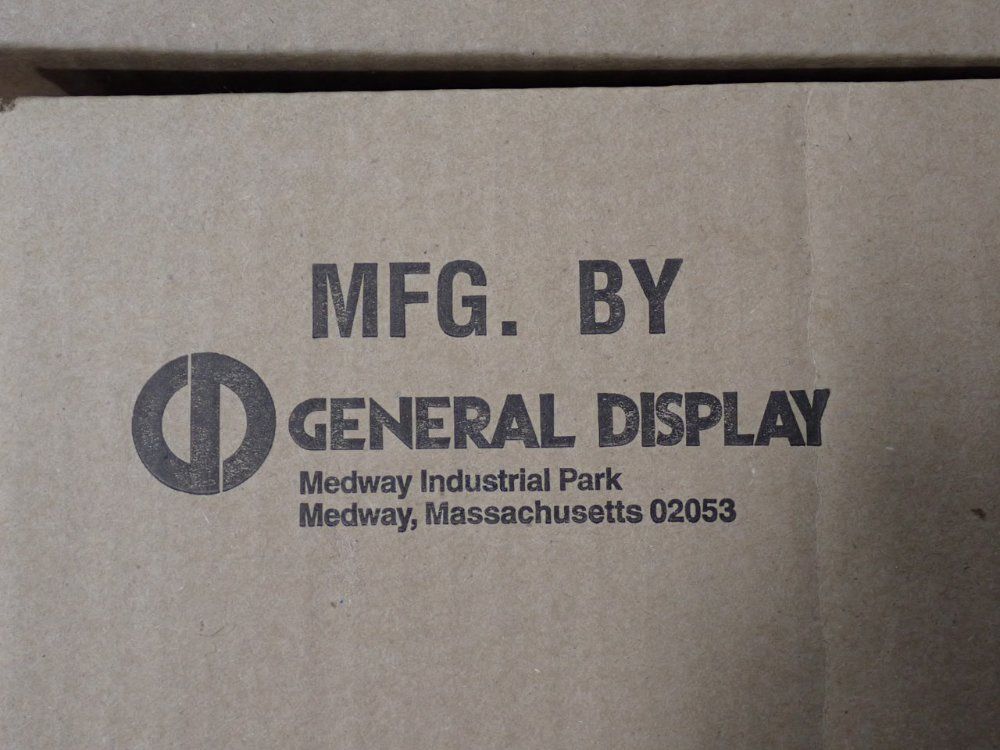 MFG. BY
GENERAL DISPLAY
Medway Industrial Park
Medway, Massachusetts 02053